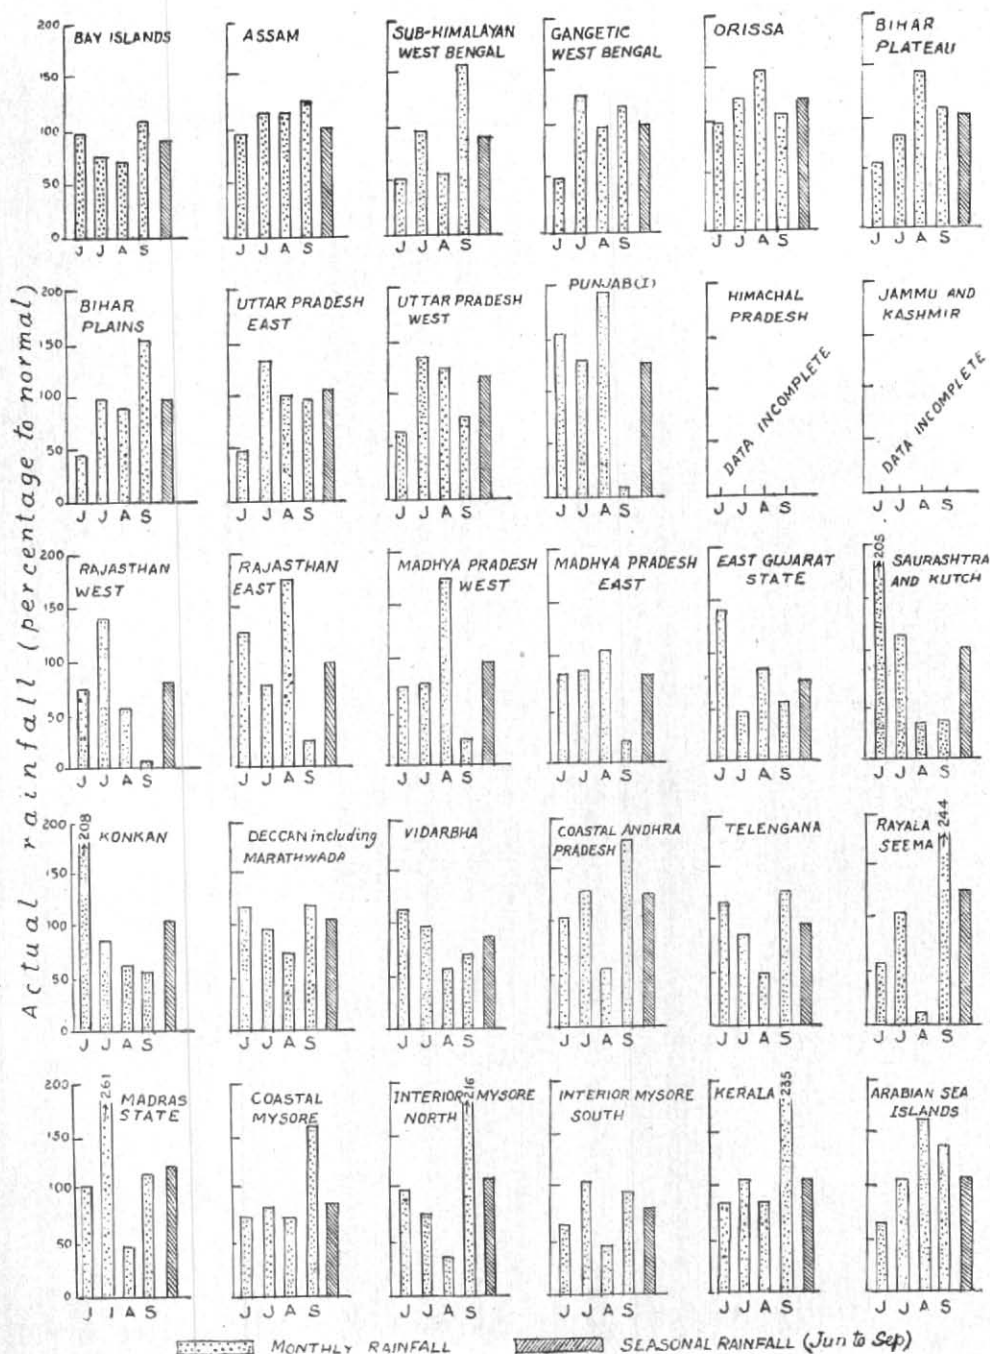 Actual rainfall (percentage to normal)
200
150
100
50
0
BAY ISLANDS
J J A S
ASSAM
J J A S
SUB-HIMALAYAN
WEST BENGAL
J J A S
GANGETIC
WEST BENGAL
J J A S
ORISSA
J J A S
BIHAR
PLATEAU
J J A S
200
150
100
50
0
BIHAR
PLAINS
J J A S
UTTAR PRADESH
EAST
J J A S
UTTAR PRADESH
WEST
J J A S
PUNJAB(I)
J J A S
HIMACHAL
PRADESH
DATA INCOMPLETE
J J A S
JAMMU AND
KASHMIR
DATA INCOMPLETE
J J A S
200
150
100
50
0
RAJASTHAN
WEST
J J A S
RAJASTHAN
EAST
J J A S
MADHYA PRADESH
WEST
J J A S
MADHYA PRADESH
EAST
J J A S
EAST GUJARAT
STATE
J J A S
205
SAURASHTRA
AND KUTCH
J J A S
200
150
100
50
0
208
KONKAN
J J A S
DECCAN including
MARATHWADA
J J A S
VIDARBHA
J J A S
COASTAL ANDHRA
PRADESH
J J A S
TELENGANA
J J A S
RAYALA
SEEMA
244
J J A S
200
150
100
50
0
261
MADRAS
STATE
J J A S
COASTAL
MYSORE
J J A S
INTERIOR MYSORE
NORTH
216
J J A S
INTERIOR MYSORE
SOUTH
J J A S
KERALA
235
J J A S
ARABIAN SEA
ISLANDS
J J A S
MONTHLY RAINFALL
SEASONAL RAINFALL (Jun to Sep)